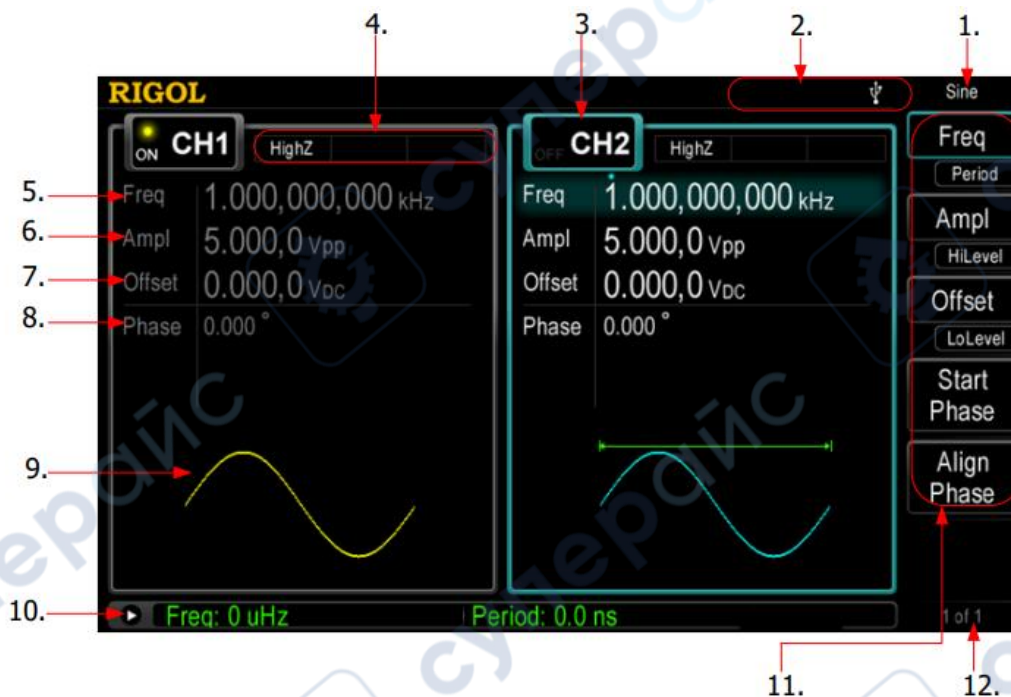 4. 3. 2. 1.
RIGOL Sine
ON CH1 HighZ
OFF CH2 HighZ
5. Freq 1.000,000,000 kHz
6. Ampl 5.000,0 Vpp
7. Offset 0.000,0 VDC
8. Phase 0.000 °
Freq 1.000,000,000 kHz
Ampl 5.000,0 Vpp
Offset 0.000,0 VDC
Phase 0.000 °
Freq
Period
Ampl
HiLevel
Offset
LoLevel
Start
Phase
Align
Phase
9.
10. Freq: 0 uHz Period: 0.0 ns
1 of 1
11. 12.
суперайс
суперайс
суперайс